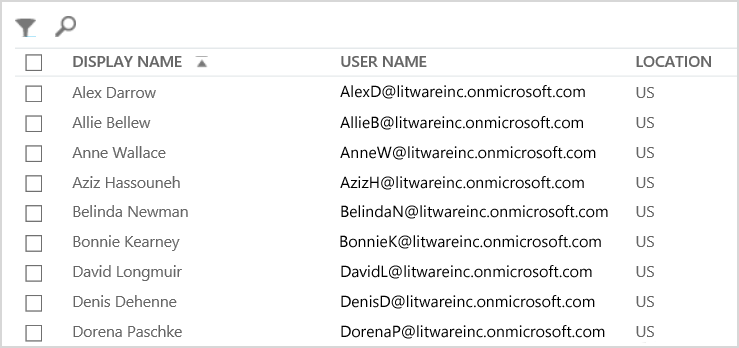 DISPLAY NAME USER NAME LOCATION
Alex Darrow AlexD@litwareinc.onmicrosoft.com US
Allie Bellew AllieB@litwareinc.onmicrosoft.com US
Anne Wallace AnneW@litwareinc.onmicrosoft.com US
Aziz Hassouneh AzizH@litwareinc.onmicrosoft.com US
Belinda Newman BelindaN@litwareinc.onmicrosoft.com US
Bonnie Kearney BonnieK@litwareinc.onmicrosoft.com US
David Longmuir DavidL@litwareinc.onmicrosoft.com US
Denis Dehenne DenisD@litwareinc.onmicrosoft.com US
Dorena Paschke DorenaP@litwareinc.onmicrosoft.com US